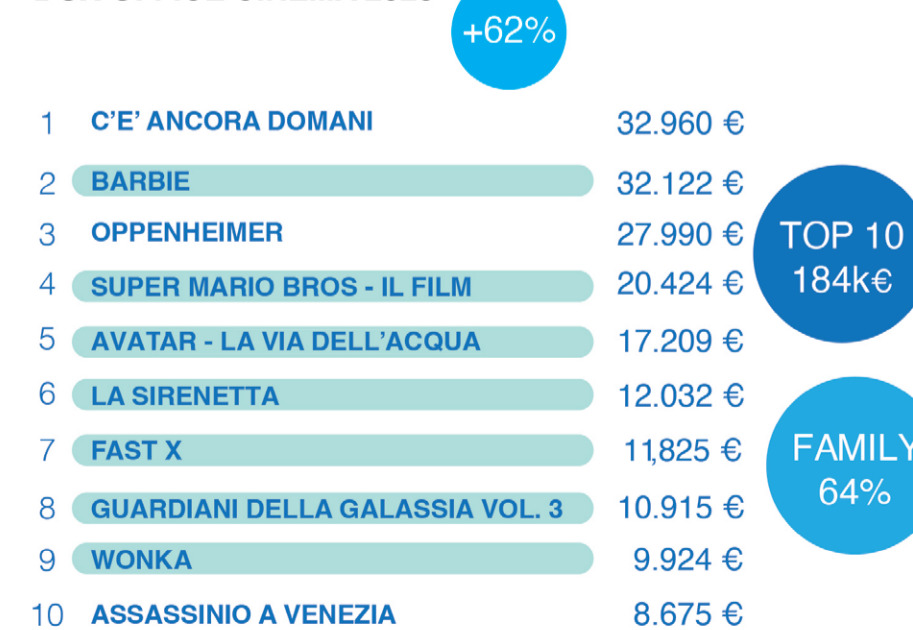 +62%
1 C'E' ANCORA DOMANI 32.960 €
2 BARBIE 32.122 €
3 OPPENHEIMER 27.990 €
4 SUPER MARIO BROS - IL FILM 20.424 €
5 AVATAR - LA VIA DELL'ACQUA 17.209 €
6 LA SIRENETTA 12.032 €
7 FAST X 11,825 €
8 GUARDIANI DELLA GALASSIA VOL. 3 10.915 €
9 WONKA 9.924 €
10 ASSASSINIO A VENEZIA 8.675 €
TOP 10
184k€
FAMILY
64%